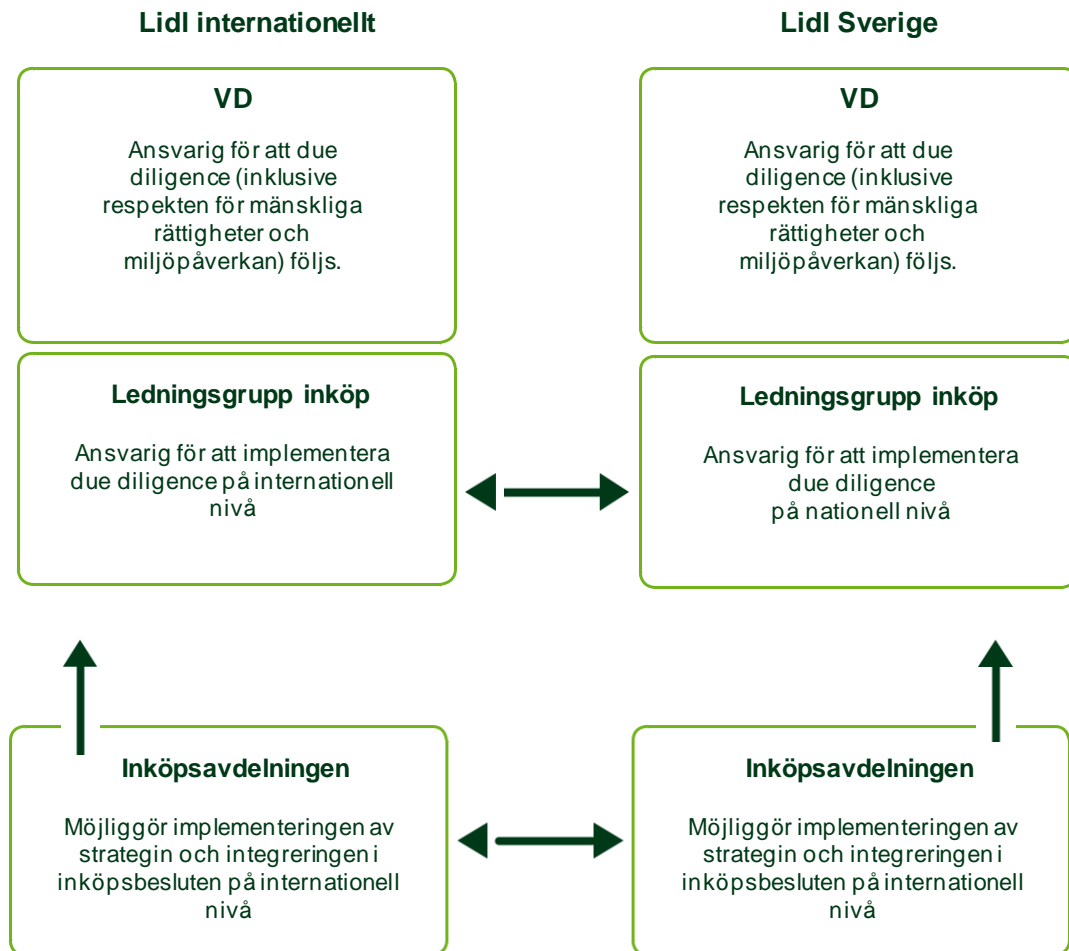 Lidl internationellt
VD
Ansvarig för att due
diligence (inklusive
respekten för mänskliga
rättigheter och
miljöpåverkan) följs.
Ledningsgrupp inköp
Ansvarig för att implementera
due diligence på internationell
nivå
Inköpsavdelningen
Möjliggör implementeringen av
strategin och integreringen i
inköpsbesluten på internationell
nivå
Lidl Sverige
VD
Ansvarig för att due
diligence (inklusive
respekten för mänskliga
rättigheter och
miljöpåverkan) följs.
Ledningsgrupp inköp
Ansvarig för att implementera
due diligence
på nationell nivå
Inköpsavdelningen
Möjliggör implementeringen av
strategin och integreringen i
inköpsbesluten på internationell
nivå